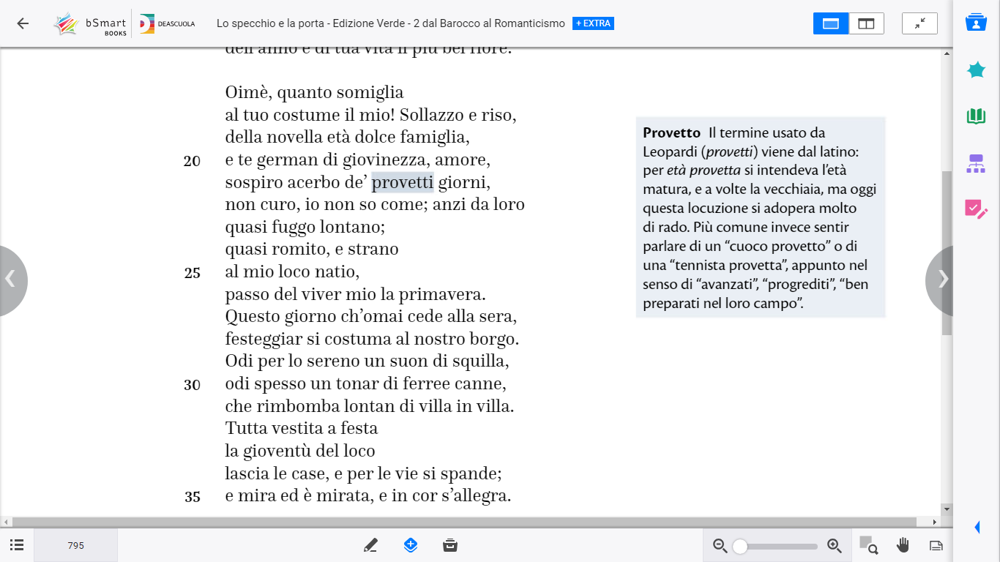 bSmart
BOOKS
DEASCUOLA
Lo specchio e la porta - Edizione Verde - 2 dal Barocco al Romanticismo
+ EXTRA
dell'anno e di tua vita il più bel fiore.
Oimè, quanto somiglia
al tuo costume il mio! Sollazzo e riso,
della novella età dolce famiglia,
20 e te german di giovinezza, amore,
sospiro acerbo de' provetti giorni,
non curo, io non so come; anzi da loro
quasi fuggo lontano;
quasi romito, e strano
25 al mio loco natio,
passo del viver mio la primavera.
Questo giorno ch'omai cede alla sera,
festeggiar si costuma al nostro borgo.
Odi per lo sereno un suon di squilla,
30 odi spesso un tonar di ferree canne,
che rimbomba lontan di villa in villa.
Tutta vestita a festa
la gioventù del loco
lascia le case, e per le vie si spande;
35 e mira ed è mirata, e in cor s'allegra.
Provetto Il termine usato da
Leopardi (provetti) viene dal latino:
per età provetta si intendeva l'età
matura, e a volte la vecchiaia, ma oggi
questa locuzione si adopera molto
di rado. Più comune invece sentir
parlare di un “cuoco provetto” o di
una “tennista provetta”, appunto nel
senso di “avanzati”, “progrediti”, “ben
preparati nel loro campo”.
795